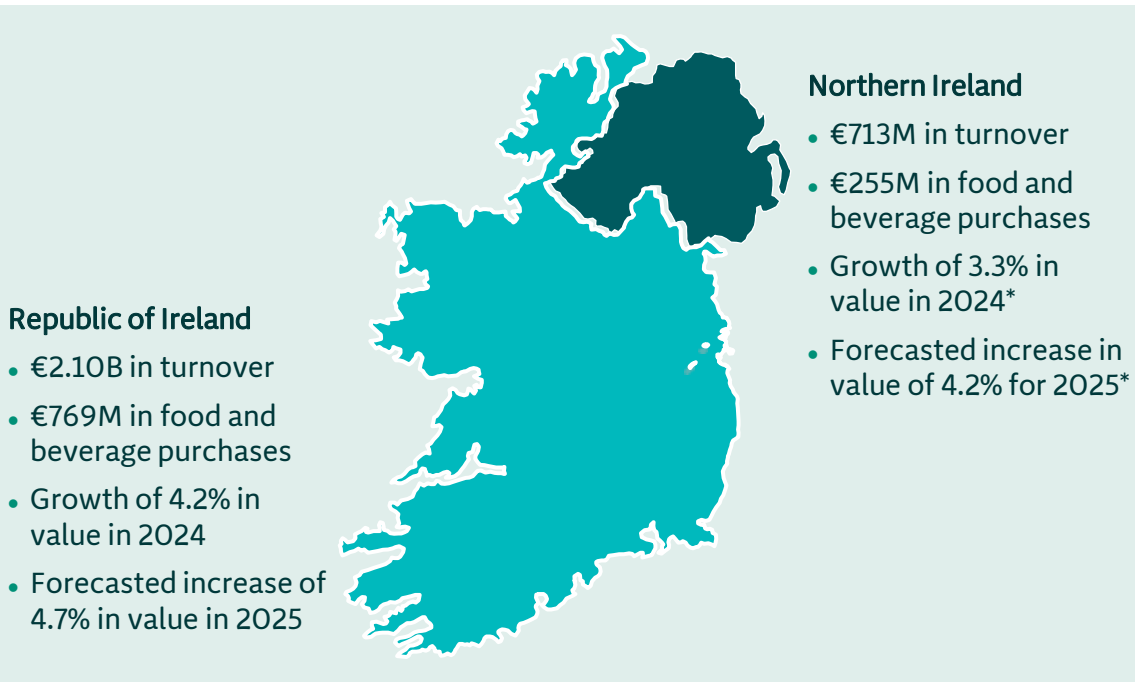 Northern Ireland
• €713M in turnover
• €255M in food and
beverage purchases
• Growth of 3.3% in
value in 2024*
• Forecasted increase in
value of 4.2% for 2025*
Republic of Ireland
• €2.10B in turnover
• €769M in food and
beverage purchases
• Growth of 4.2% in
value in 2024
• Forecasted increase of
4.7% in value in 2025